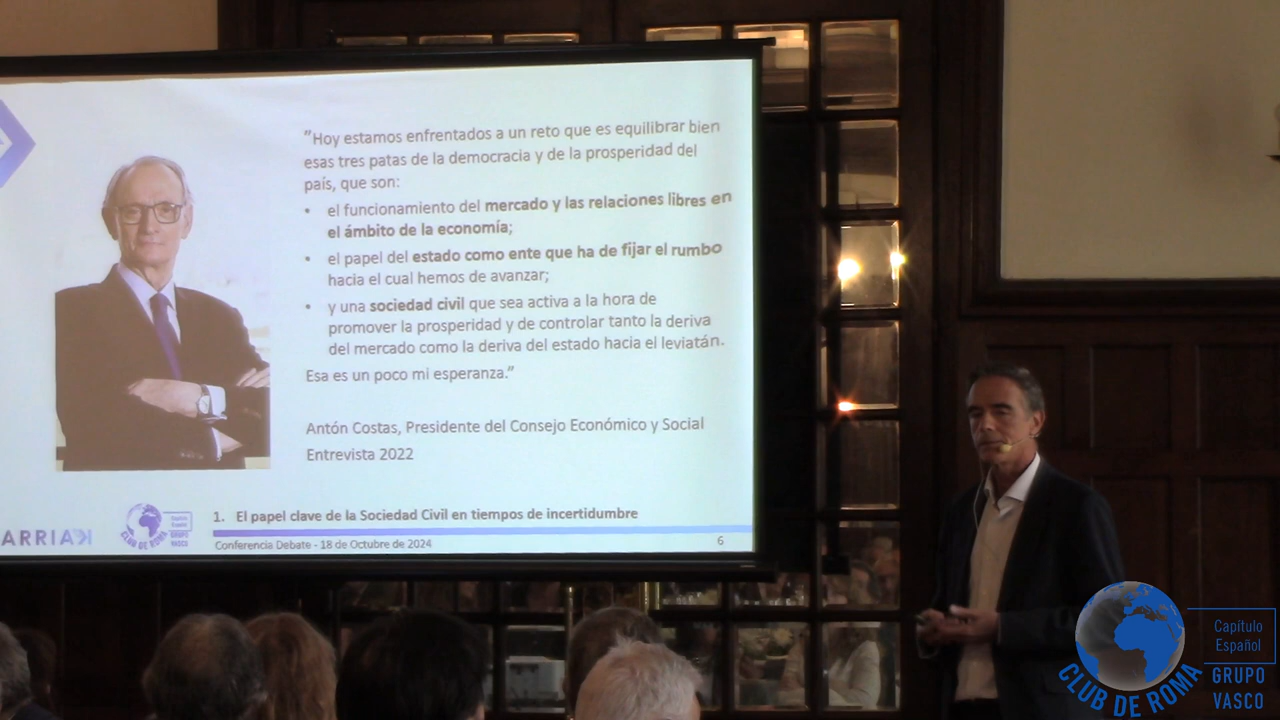 "Hoy estamos enfrentados a un reto que es equilibrar bien
esas tres patas de la democracia y de la prosperidad del
país, que son:
• el funcionamiento del mercado y las relaciones libres en
el ámbito de la economía;
• el papel del estado como ente que ha de fijar el rumbo
hacia el cual hemos de avanzar;
• y una sociedad civil que sea activa a la hora de
promover la prosperidad y de controlar tanto la deriva
del mercado como la deriva del estado hacia el leviatán.
Esa es un poco mi esperanza."
Antón Costas, Presidente del Consejo Económico y Social
Entrevista 2022
ARRIAK
CLUB DE ROMA
Capítulo
Español
GRUPO
VASCO
1. El papel clave de la Sociedad Civil en tiempos de incertidumbre
Conferencia Debate - 18 de Octubre de 2024
6
CLUB DE ROMA
Capítulo
Español
GRUPO
VASCO